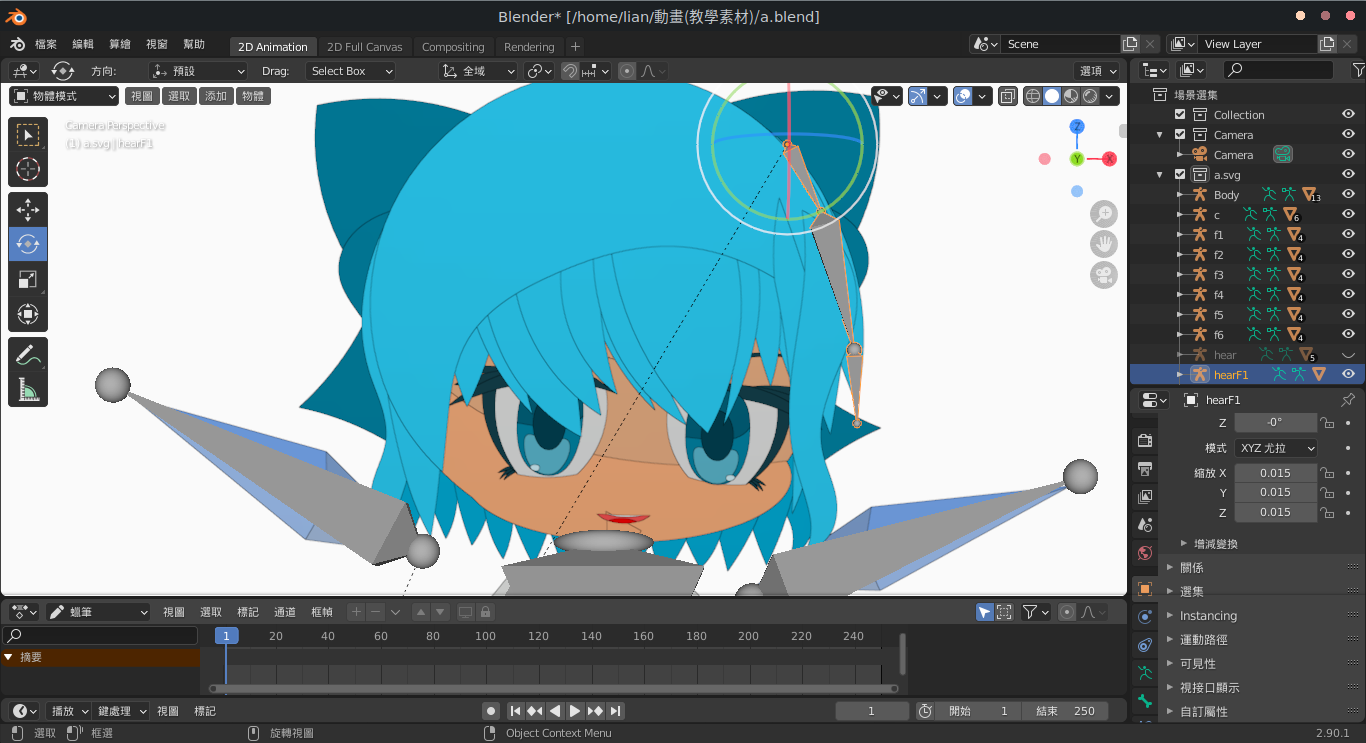 Blender* [/home/lian/動畫(教學素材)/a.blend]
檔案 編輯 算繪 視窗 幫助 2D Animation 2D Full Canvas Compositing Rendering + Scene View Layer
方向: 預設 Drag: Select Box 全域 選項
物體模式 視圖 選取 添加 物體
Camera Perspective
(1) a.svg | hearF1
Z
Y
X
場景選集
Collection
Camera
Camera
a.svg
Body 13
c 6
f1 4
f2 4
f3 4
f4 4
f5 4
f6 4
hear 5
hearF1
hearF1
Z -0°
模式 XYZ 尤拉
縮放 X 0.015
Y 0.015
Z 0.015
增減變換
關係
選集
Instancing
運動路徑
可見性
視接口顯示
自訂屬性
蠟筆 視圖 選取 標記 通道 框幀
1 20 40 60 80 100 120 140 160 180 200 220 240
摘要
播放 鍵處理 視圖 標記 1 開始 1 結束 250
選取 框選 旋轉視圖 Object Context Menu 2.90.1